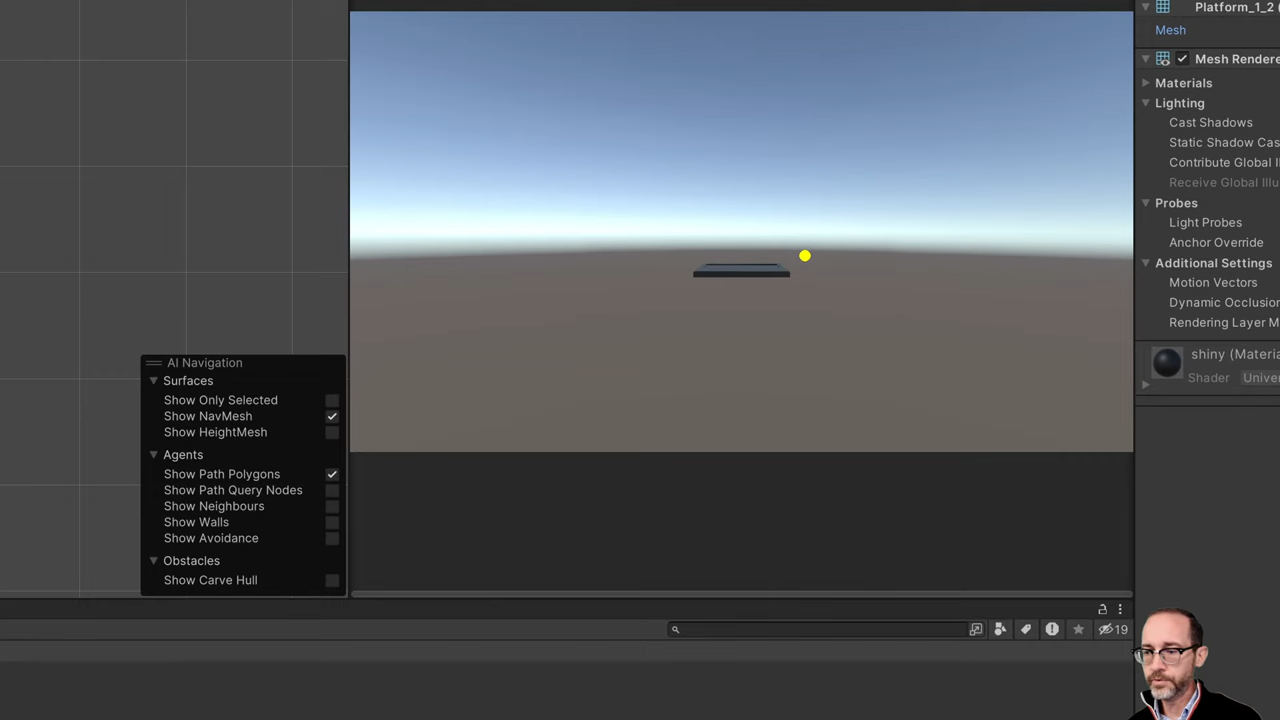 Platform_1_2 (
Mesh
Mesh Rendere
Materials
Lighting
Cast Shadows
Static Shadow Cas
Contribute Global Il
Receive Global Illu
Probes
Light Probes
Anchor Override
Additional Settings
Motion Vectors
Dynamic Occlusion
Rendering Layer M
shiny (Materia
Shader Univer
AI Navigation
Surfaces
Show Only Selected
Show NavMesh
Show HeightMesh
Agents
Show Path Polygons
Show Path Query Nodes
Show Neighbours
Show Walls
Show Avoidance
Obstacles
Show Carve Hull
19